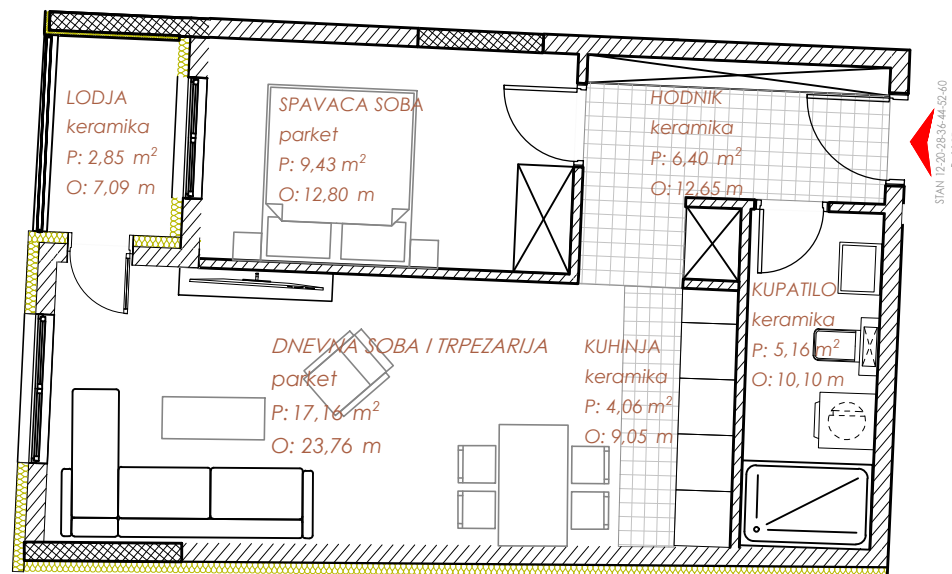 LODJA
keramika
P: 2,85 m²
O: 7,09 m
SPAVACA SOBA
parket
P: 9,43 m²
O: 12,80 m
HODNIK
keramika
P: 6,40 m²
O: 12,65 m
STAN 12-20-28-36-44-52-60
DNEVNA SOBA I TRPEZARIJA
parket
P: 17,16 m²
O: 23,76 m
KUHINJA
keramika
P: 4,06 m²
O: 9,05 m
KUPATILO
keramika
P: 5,16 m²
O: 10,10 m